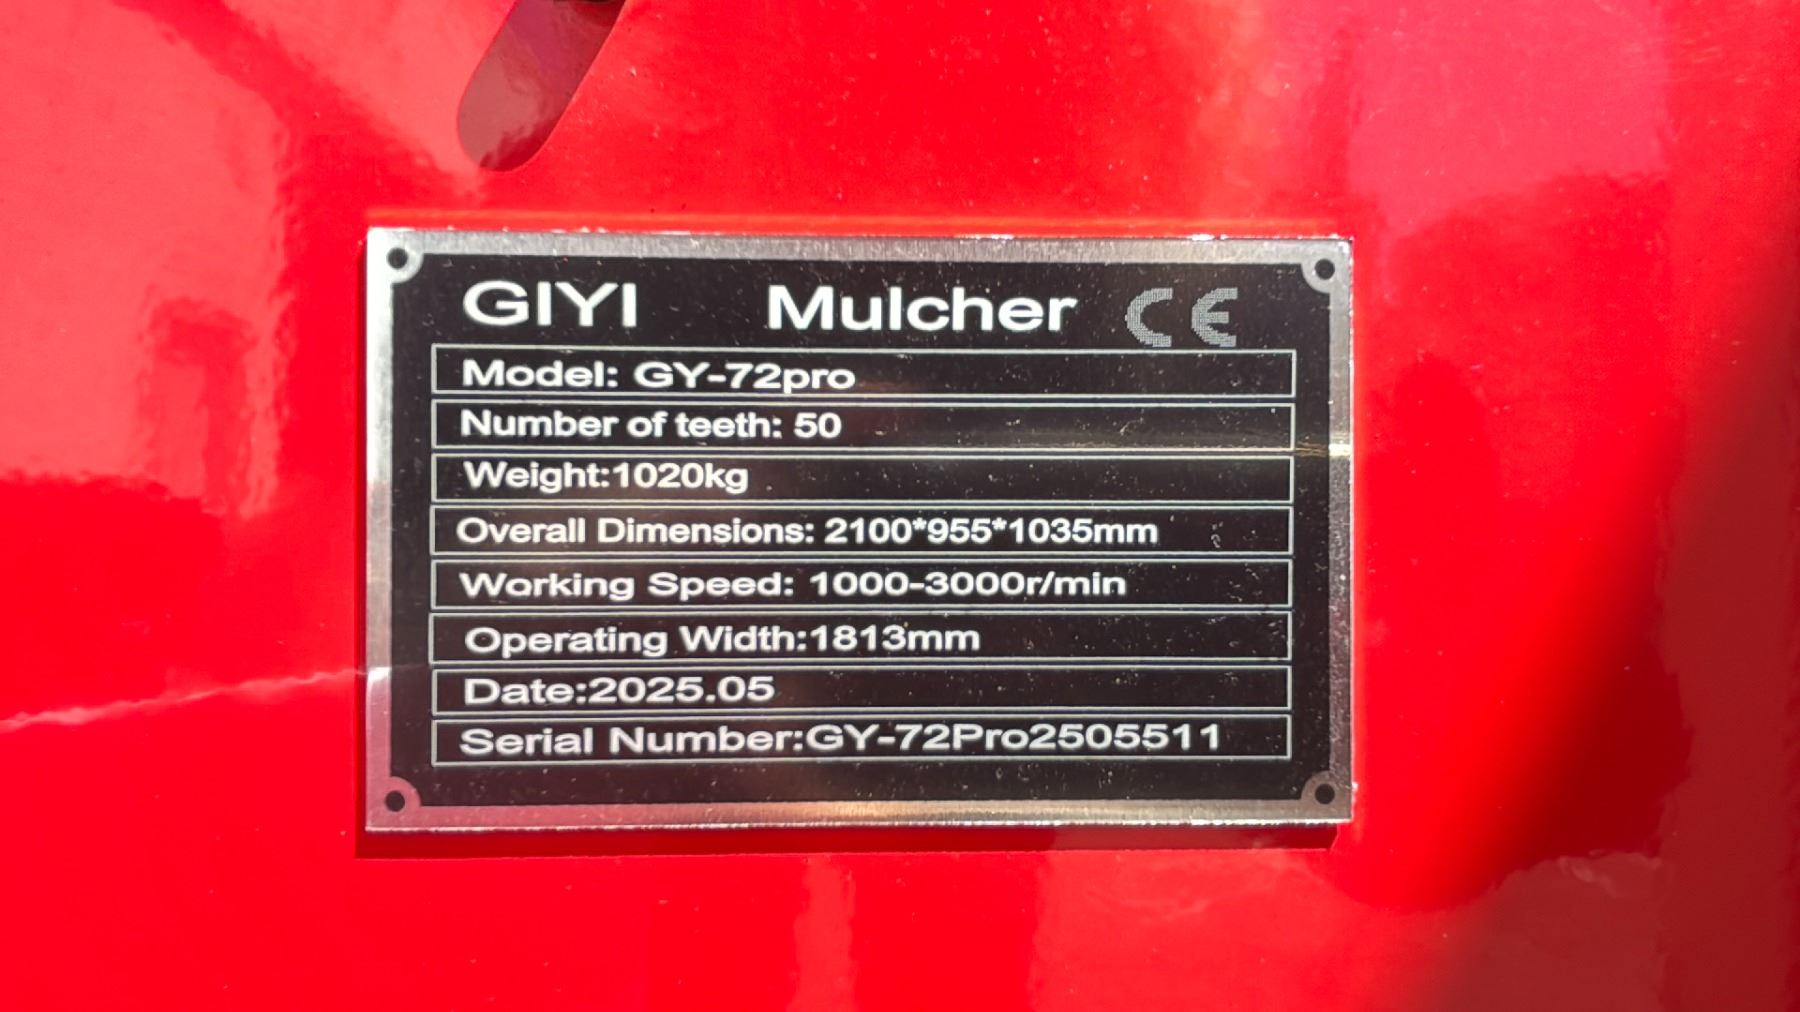 GIYI Mulcher CE
Model: GY-72pro
Number of teeth: 50
Weight:1020kg
Overall Dimensions: 2100*955*1035mm
Working Speed: 1000-3000r/min
Operating Width:1813mm
Date:2025.05
Serial Number:GY-72Pro2505511